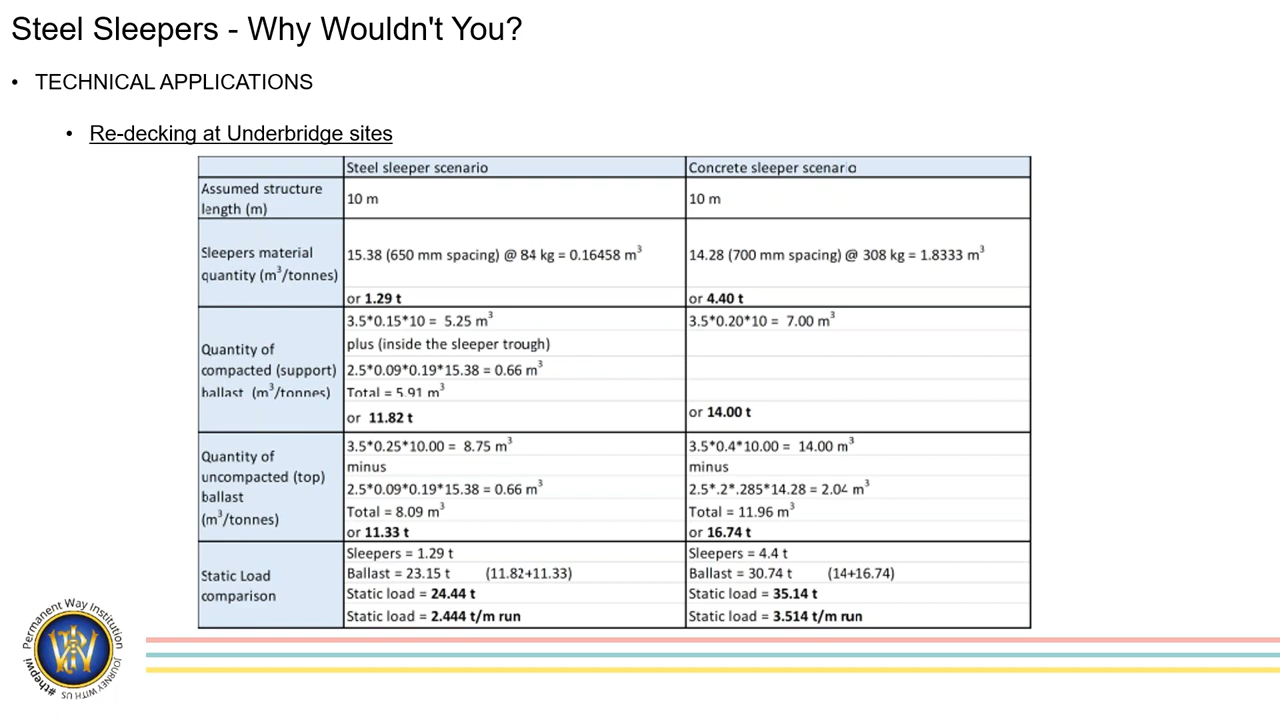 Steel Sleepers - Why Wouldn't You?
• TECHNICAL APPLICATIONS
• Re-decking at Underbridge sites
Steel sleeper scenario
Concrete sleeper scenario
Assumed structure
length (m)
10 m
10 m
Sleepers material
quantity (m³/tonnes)
15.38 (650 mm spacing) @ 84 kg = 0.16458 m³
or 1.29 t
14.28 (700 mm spacing) @ 308 kg = 1.8333 m³
or 4.40 t
Quantity of
compacted (support)
ballast (m³/tonnes)
3.5*0.15*10 = 5.25 m³
plus (inside the sleeper trough)
2.5*0.09*0.19*15.38 = 0.66 m³
Total = 5.91 m³
or 11.82 t
3.5*0.20*10 = 7.00 m³
or 14.00 t
Quantity of
uncompacted (top)
ballast
(m³/tonnes)
3.5*0.25*10.00 = 8.75 m³
minus
2.5*0.09*0.19*15.38 = 0.66 m³
Total = 8.09 m³
or 11.33 t
3.5*0.4*10.00 = 14.00 m³
minus
2.5*.2*.285*14.28 = 2.04 m³
Total = 11.96 m³
or 16.74 t
Static Load
comparison
Sleepers = 1.29 t
Ballast = 23.15 t (11.82+11.33)
Static load = 24.44 t
Static load = 2.444 t/m run
Sleepers = 4.4 t
Ballast = 30.74 t (14+16.74)
Static load = 35.14 t
Static load = 3.514 t/m run
Permanent Way Institution
#thepwi JOURNEY WITH US